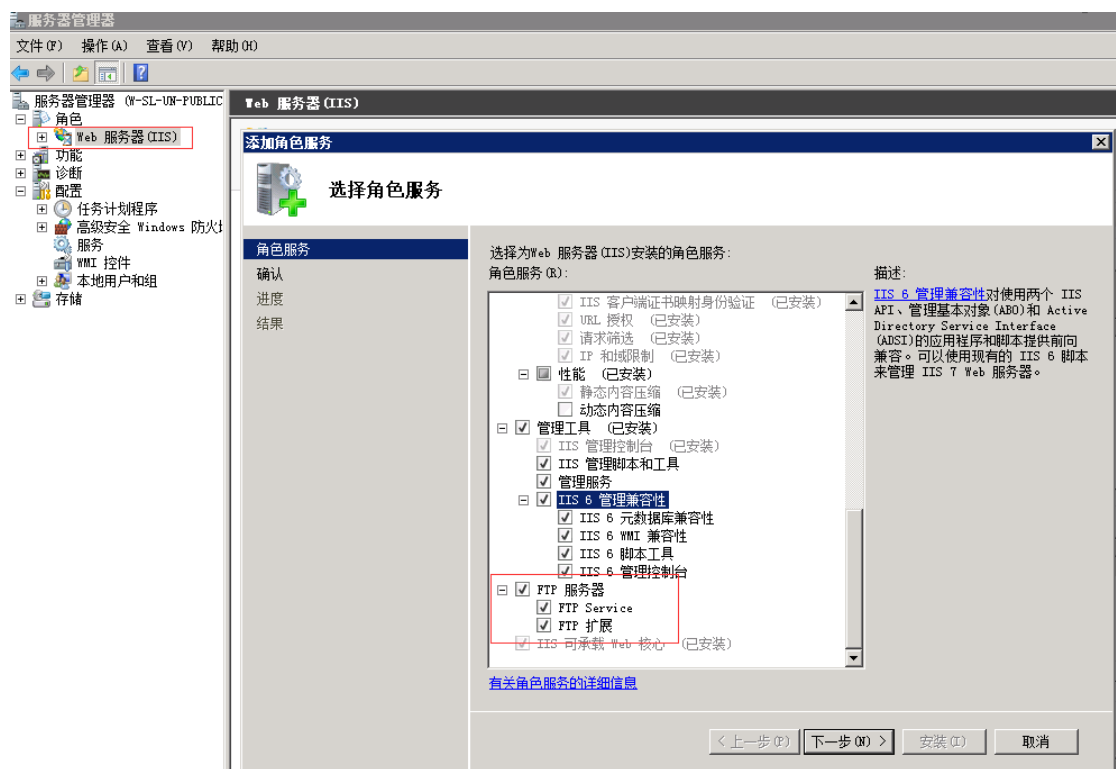 服务器管理器
文件(F) 操作(A) 查看(V) 帮助(H)
服务器管理器 (W-SL-UN-PUBLIC
角色
Web 服务器(IIS)
功能
诊断
配置
任务计划程序
高级安全 Windows 防火
服务
WMI 控件
本地用户和组
存储
Web 服务器(IIS)
添加角色服务
选择角色服务
角色服务
确认
进度
结果
选择为Web 服务器(IIS)安装的角色服务:
角色服务(R):
IIS 客户端证书映射身份验证 (已安装)
URL 授权 (已安装)
请求筛选 (已安装)
IP 和域限制 (已安装)
性能 (已安装)
静态内容压缩 (已安装)
动态内容压缩
管理工具 (已安装)
IIS 管理控制台 (已安装)
IIS 管理脚本和工具
管理服务
IIS 6 管理兼容性
IIS 6 元数据库兼容性
IIS 6 WMI 兼容性
IIS 6 脚本工具
IIS 6 管理控制台
FTP 服务器
FTP Service
FTP 扩展
IIS 可承载 Web 核心 (已安装)
有关角色服务的详细信息
描述:
IIS 6 管理兼容性对使用两个 IIS
API、管理基本对象(ABO)和 Active
Directory Service Interface
(ADSI)的应用程序和脚本提供前向
兼容。可以使用现有的 IIS 6 脚本
来管理 IIS 7 Web 服务器。
< 上一步(P) 下一步(N) > 安装(I) 取消